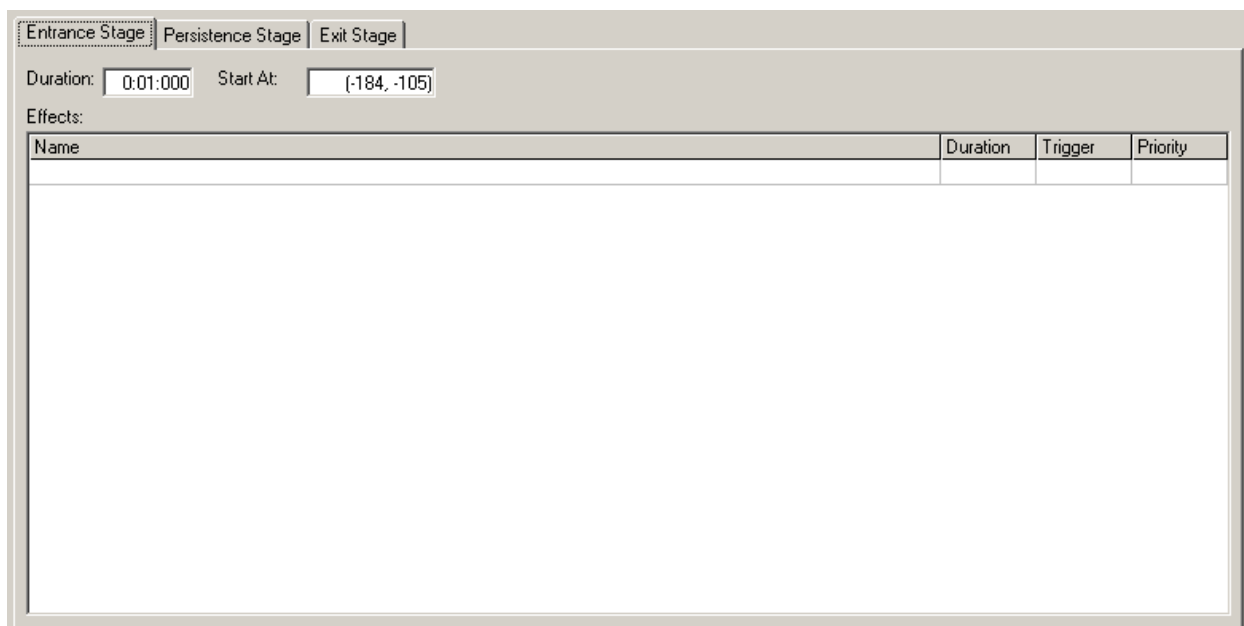 Entrance Stage Persistence Stage Exit Stage
Duration: 0:01:000 Start At: (-184, -105)
Effects:
Name Duration Trigger Priority